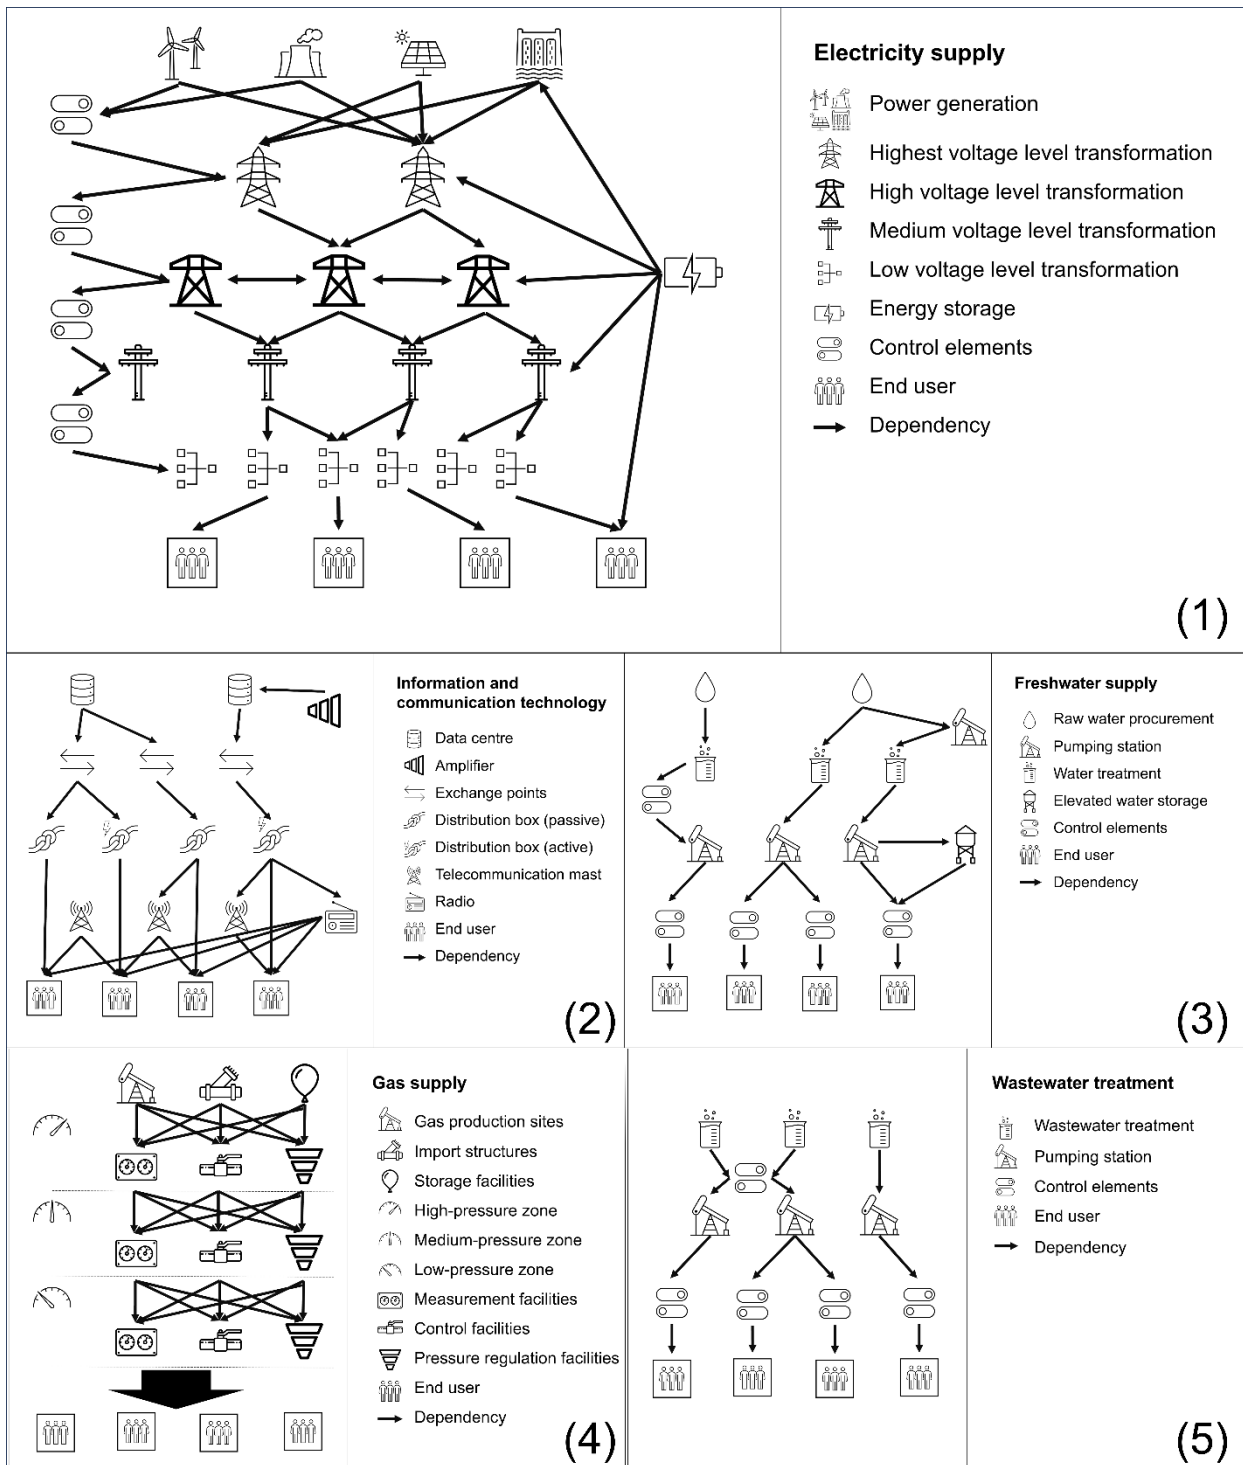 Electricity supply
Power generation
Highest voltage level transformation
High voltage level transformation
Medium voltage level transformation
Low voltage level transformation
Energy storage
Control elements
End user
Dependency
(1)
Information and
communication technology
Data centre
Amplifier
Exchange points
Distribution box (passive)
Distribution box (active)
Telecommunication mast
Radio
End user
Dependency
(2)
Freshwater supply
Raw water procurement
Pumping station
Water treatment
Elevated water storage
Control elements
End user
Dependency
(3)
Gas supply
Gas production sites
Import structures
Storage facilities
High-pressure zone
Medium-pressure zone
Low-pressure zone
Measurement facilities
Control facilities
Pressure regulation facilities
End user
Dependency
(4)
Wastewater treatment
Wastewater treatment
Pumping station
Control elements
End user
Dependency
(5)